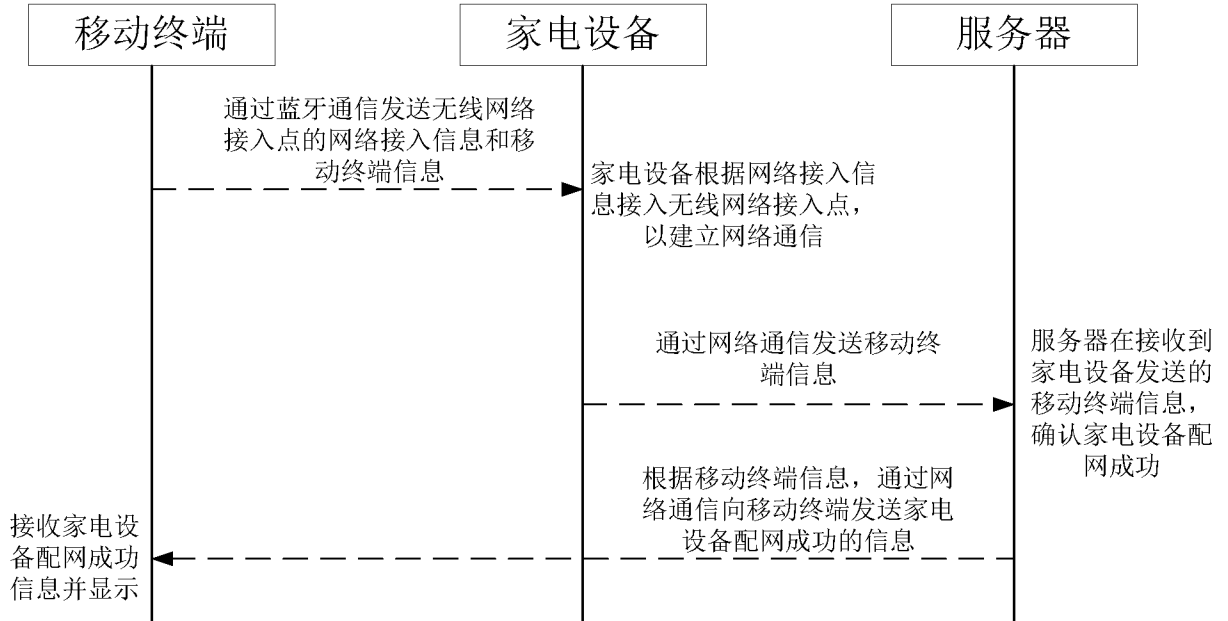 移动终端
家电设备
服务器
通过蓝牙通信发送无线网络
接入点的网络接入信息和移
动终端信息
家电设备根据网络接入信
息接入无线网络接入点，
以建立网络通信
通过网络通信发送移动终
端信息
服务器在接收到
家电设备发送的
移动终端信息，
确认家电设备配
网成功
根据移动终端信息，通过网
络通信向移动终端发送家电
设备配网成功的信息
接收家电设
备配网成功
信息并显示